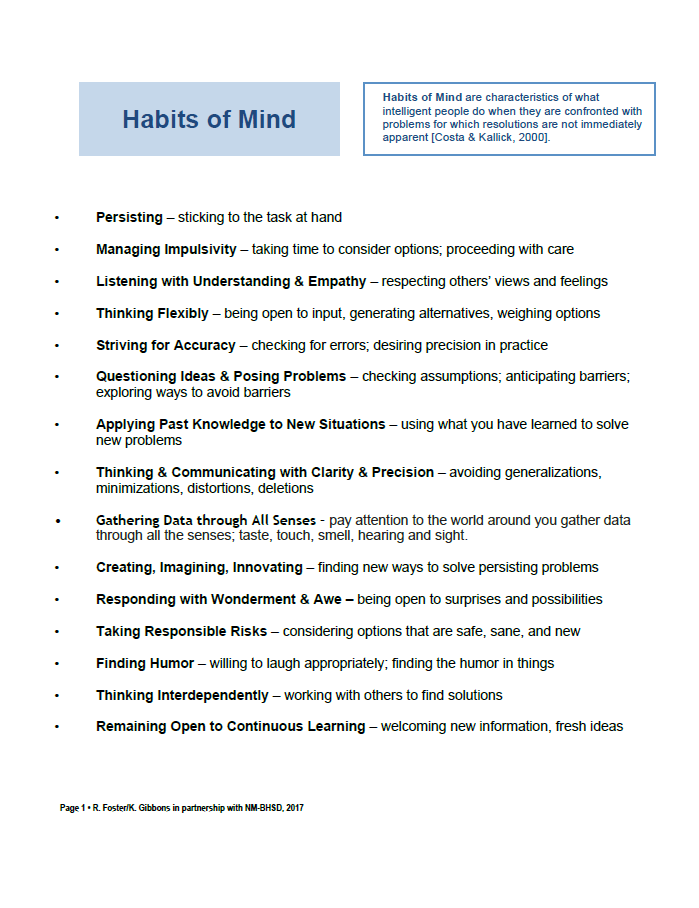 Habits of Mind
Habits of Mind are characteristics of what
intelligent people do when they are confronted with
problems for which resolutions are not immediately
apparent [Costa & Kallick, 2000].
• Persisting – sticking to the task at hand
• Managing Impulsivity – taking time to consider options; proceeding with care
• Listening with Understanding & Empathy – respecting others’ views and feelings
• Thinking Flexibly – being open to input, generating alternatives, weighing options
• Striving for Accuracy – checking for errors; desiring precision in practice
• Questioning Ideas & Posing Problems – checking assumptions; anticipating barriers;
exploring ways to avoid barriers
• Applying Past Knowledge to New Situations – using what you have learned to solve
new problems
• Thinking & Communicating with Clarity & Precision – avoiding generalizations,
minimizations, distortions, deletions
• Gathering Data through All Senses - pay attention to the world around you gather data
through all the senses; taste, touch, smell, hearing and sight.
• Creating, Imagining, Innovating – finding new ways to solve persisting problems
• Responding with Wonderment & Awe – being open to surprises and possibilities
• Taking Responsible Risks – considering options that are safe, sane, and new
• Finding Humor – willing to laugh appropriately; finding the humor in things
• Thinking Interdependently – working with others to find solutions
• Remaining Open to Continuous Learning – welcoming new information, fresh ideas
Page 1 • R. Foster/K. Gibbons in partnership with NM-BHSD, 2017